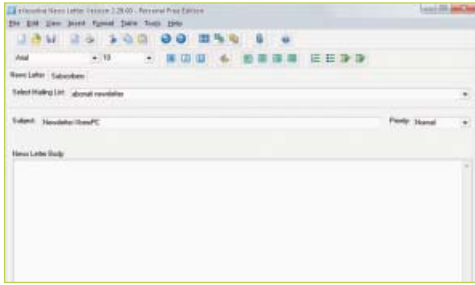 News Letter Version 2.28.00 - Personal Free Edition
File Edit View Insert Format Table Tools Help
Arial 10
News Letter Subscribers
Select Mailing List: newsletter
Subject: Newsletter Priority: Normal
News Letter Body: